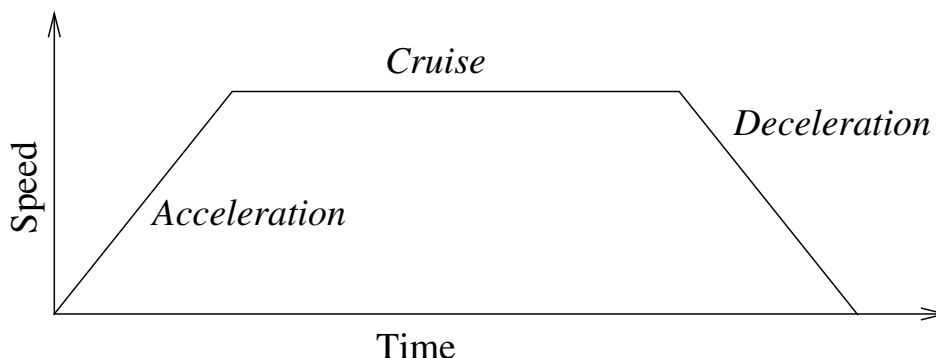 Cruise
Deceleration
Speed
Acceleration
Time